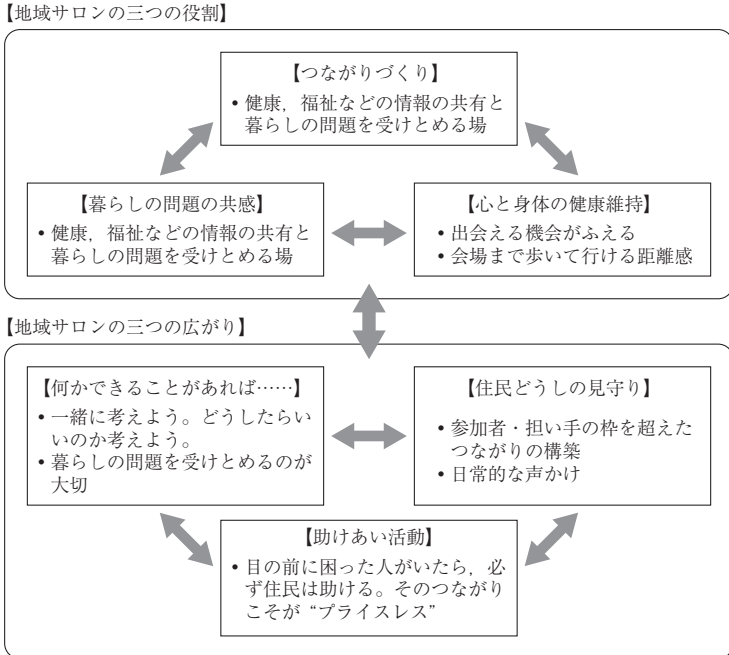 【地域サロンの三つの役割】
【つながりづくり】
• 健康，福祉などの情報の共有と
暮らしの問題を受けとめる場
【暮らしの問題の共感】
• 健康，福祉などの情報の共有と
暮らしの問題を受けとめる場
【心と身体の健康維持】
• 出会える機会がふえる
• 会場まで歩いて行ける距離感
【地域サロンの三つの広がり】
【何かできることがあれば……】
• 一緒に考えよう。どうしたらい
いのか考えよう。
• 暮らしの問題を受けとめるのが
大切
【住民どうしの見守り】
• 参加者・担い手の枠を超えた
つながりの構築
• 日常的な声かけ
【助けあい活動】
• 目の前に困った人がいたら，必
ず住民は助ける。そのつながり
こそが“プライスレス”